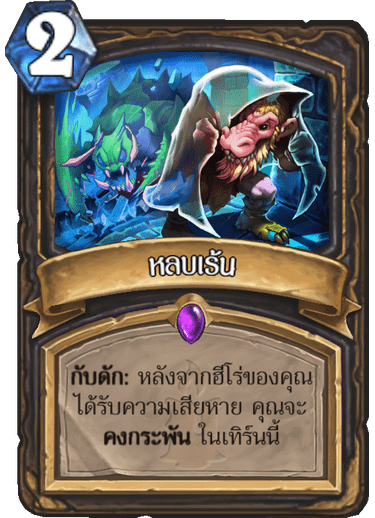 2
หลบเร้น
กับดัก: หลังจากฮีโร่ของคุณ
ได้รับความเสียหาย คุณจะ
คงกระพัน ในเทิร์นนี้